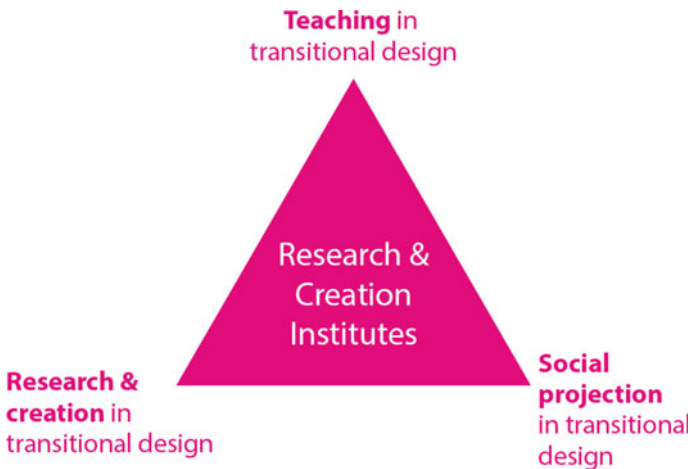 Teaching in
transitional design
Research &
Creation
Institutes
Research &
creation in
transitional design
Social
projection
in transitional
design